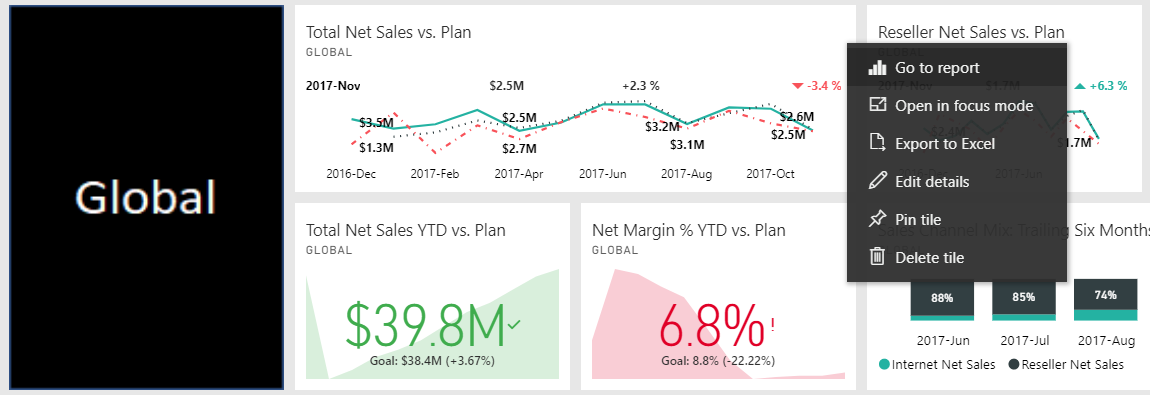 Global
Total Net Sales vs. Plan
GLOBAL
2017-Nov $2.5M +2.3 % -3.4 %
$3.5M $2.5M $2.6M
$1.3M $2.7M $3.2M $2.5M
$3.1M
2016-Dec 2017-Feb 2017-Apr 2017-Jun 2017-Aug 2017-Oct
Reseller Net Sales vs. Plan
GLOBAL
2017-Nov $1.7M +6.3 %
$2.4M $1.7M
2017-Jun
Go to report
Open in focus mode
Export to Excel
Edit details
Pin tile
Delete tile
Total Net Sales YTD vs. Plan
GLOBAL
$39.8M
Goal: $38.4M (+3.67%)
Net Margin % YTD vs. Plan
GLOBAL
6.8%!
Goal: 8.8% (-22.22%)
Sales Channel Mix Trailing Six Months
88% 85% 74%
2017-Jun 2017-Jul 2017-Aug
Internet Net Sales Reseller Net Sales